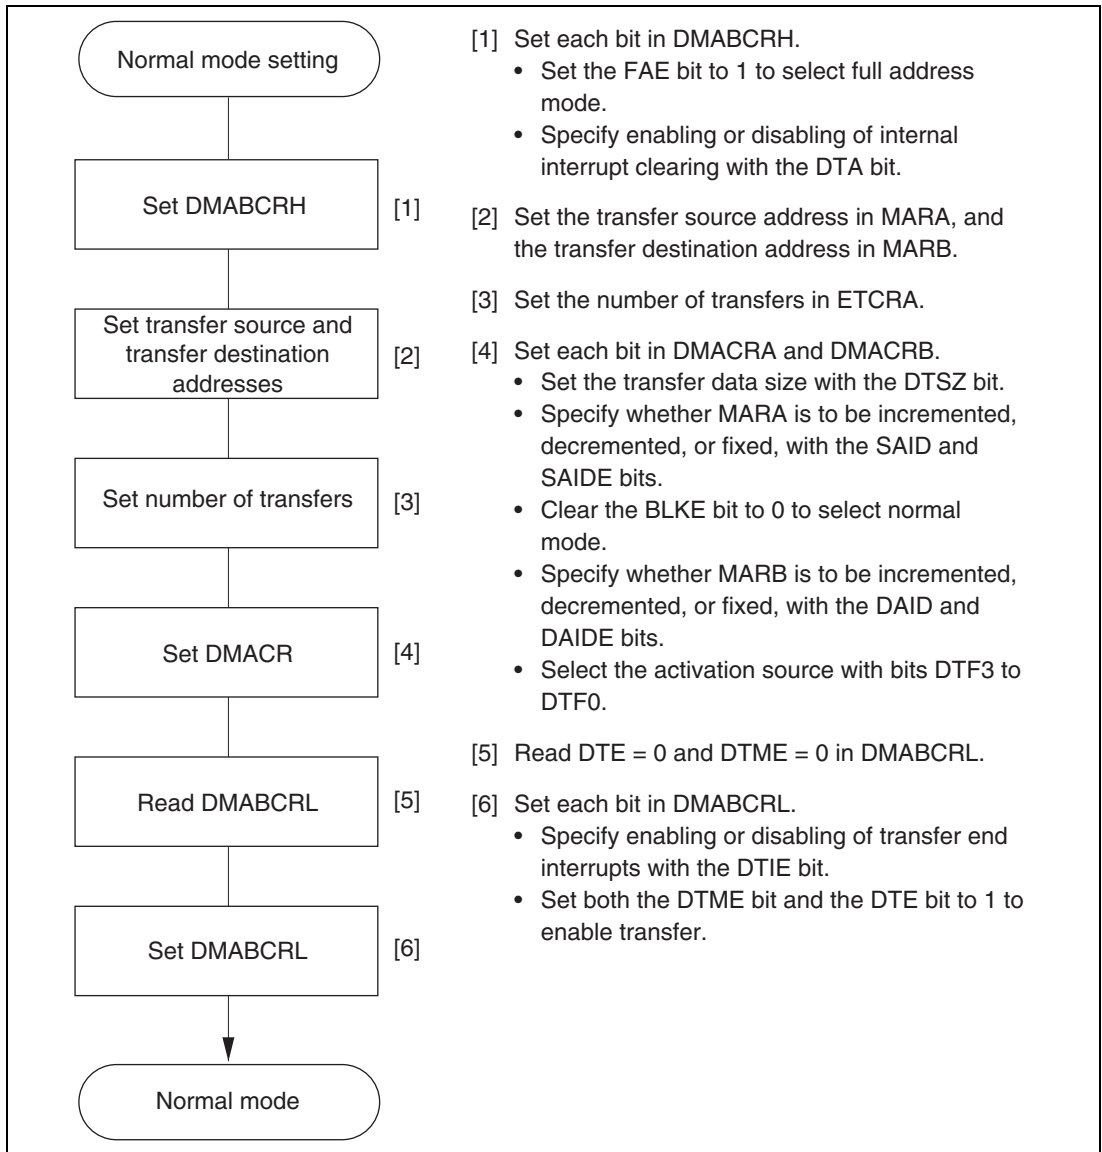 Normal mode setting
Set DMABCRH
[1]
Set transfer source and
transfer destination
addresses
[2]
Set number of transfers
[3]
Set DMACR
[4]
Read DMABCRL
[5]
Set DMABCRL
[6]
Normal mode
[1] Set each bit in DMABCRH.
• Set the FAE bit to 1 to select full address
mode.
• Specify enabling or disabling of internal
interrupt clearing with the DTA bit.
[2] Set the transfer source address in MARA, and
the transfer destination address in MARB.
[3] Set the number of transfers in ETCRA.
[4] Set each bit in DMACRA and DMACRB.
• Set the transfer data size with the DTSZ bit.
• Specify whether MARA is to be incremented,
decremented, or fixed, with the SAID and
SAIDE bits.
• Clear the BLKE bit to 0 to select normal
mode.
• Specify whether MARB is to be incremented,
decremented, or fixed, with the DAID and
DAIDE bits.
• Select the activation source with bits DTF3 to
DTF0.
[5] Read DTE = 0 and DTME = 0 in DMABCRL.
[6] Set each bit in DMABCRL.
• Specify enabling or disabling of transfer end
interrupts with the DTIE bit.
• Set both the DTME bit and the DTE bit to 1 to
enable transfer.